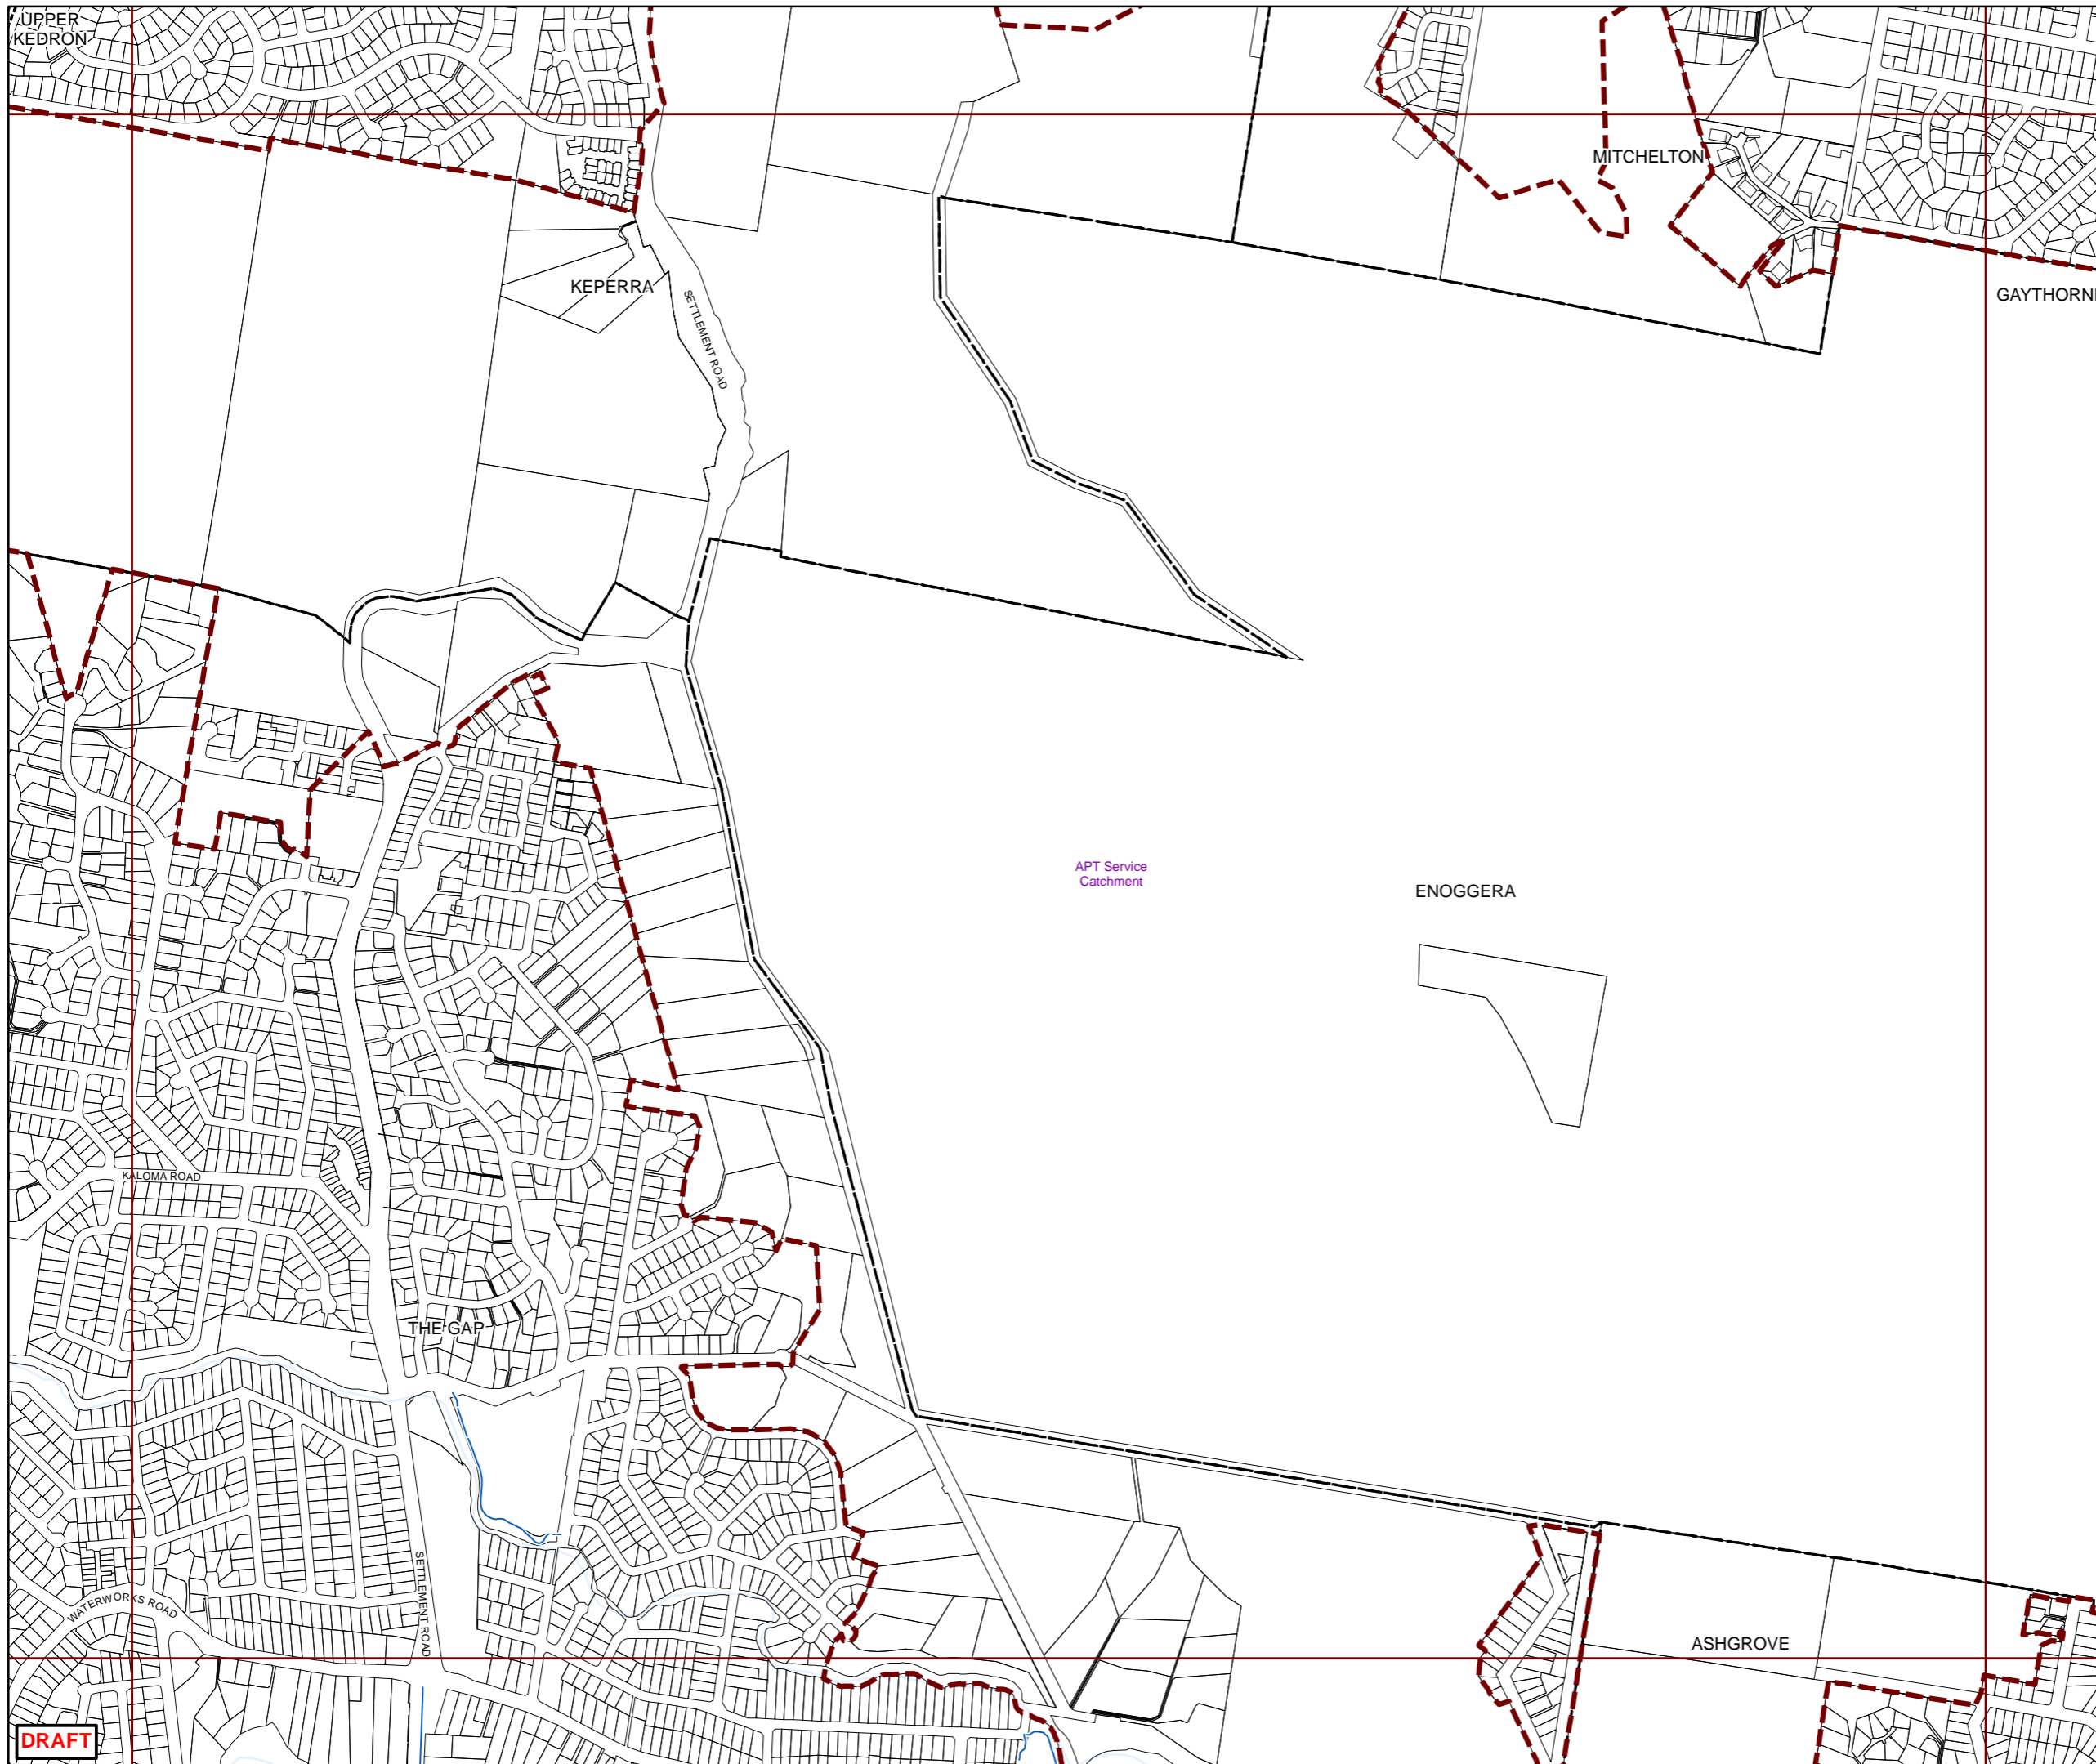 UPPER
KEDRON
MITCHELTON
KEPERRA
SETTLEMENT ROAD
GAYTHORN
APT Service
Catchment
ENOGGERA
KALOMA ROAD
THE GAP
SETTLEMENT ROAD
WATERWORKS ROAD
ASHGROVE
DRAFT